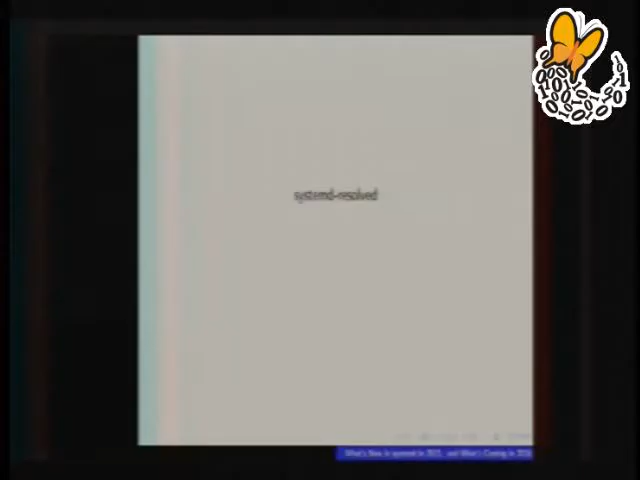 systemd-resolved
What's New in systemd in 2015, and What's Coming in 2016